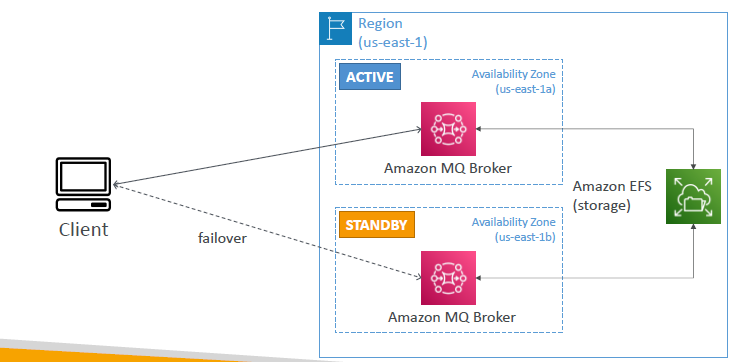 Region
(us-east-1)
ACTIVE
Availability Zone
(us-east-1a)
Amazon MQ Broker
Client
failover
Amazon EFS
(storage)
STANDBY
Availability Zone
(us-east-1b)
Amazon MQ Broker